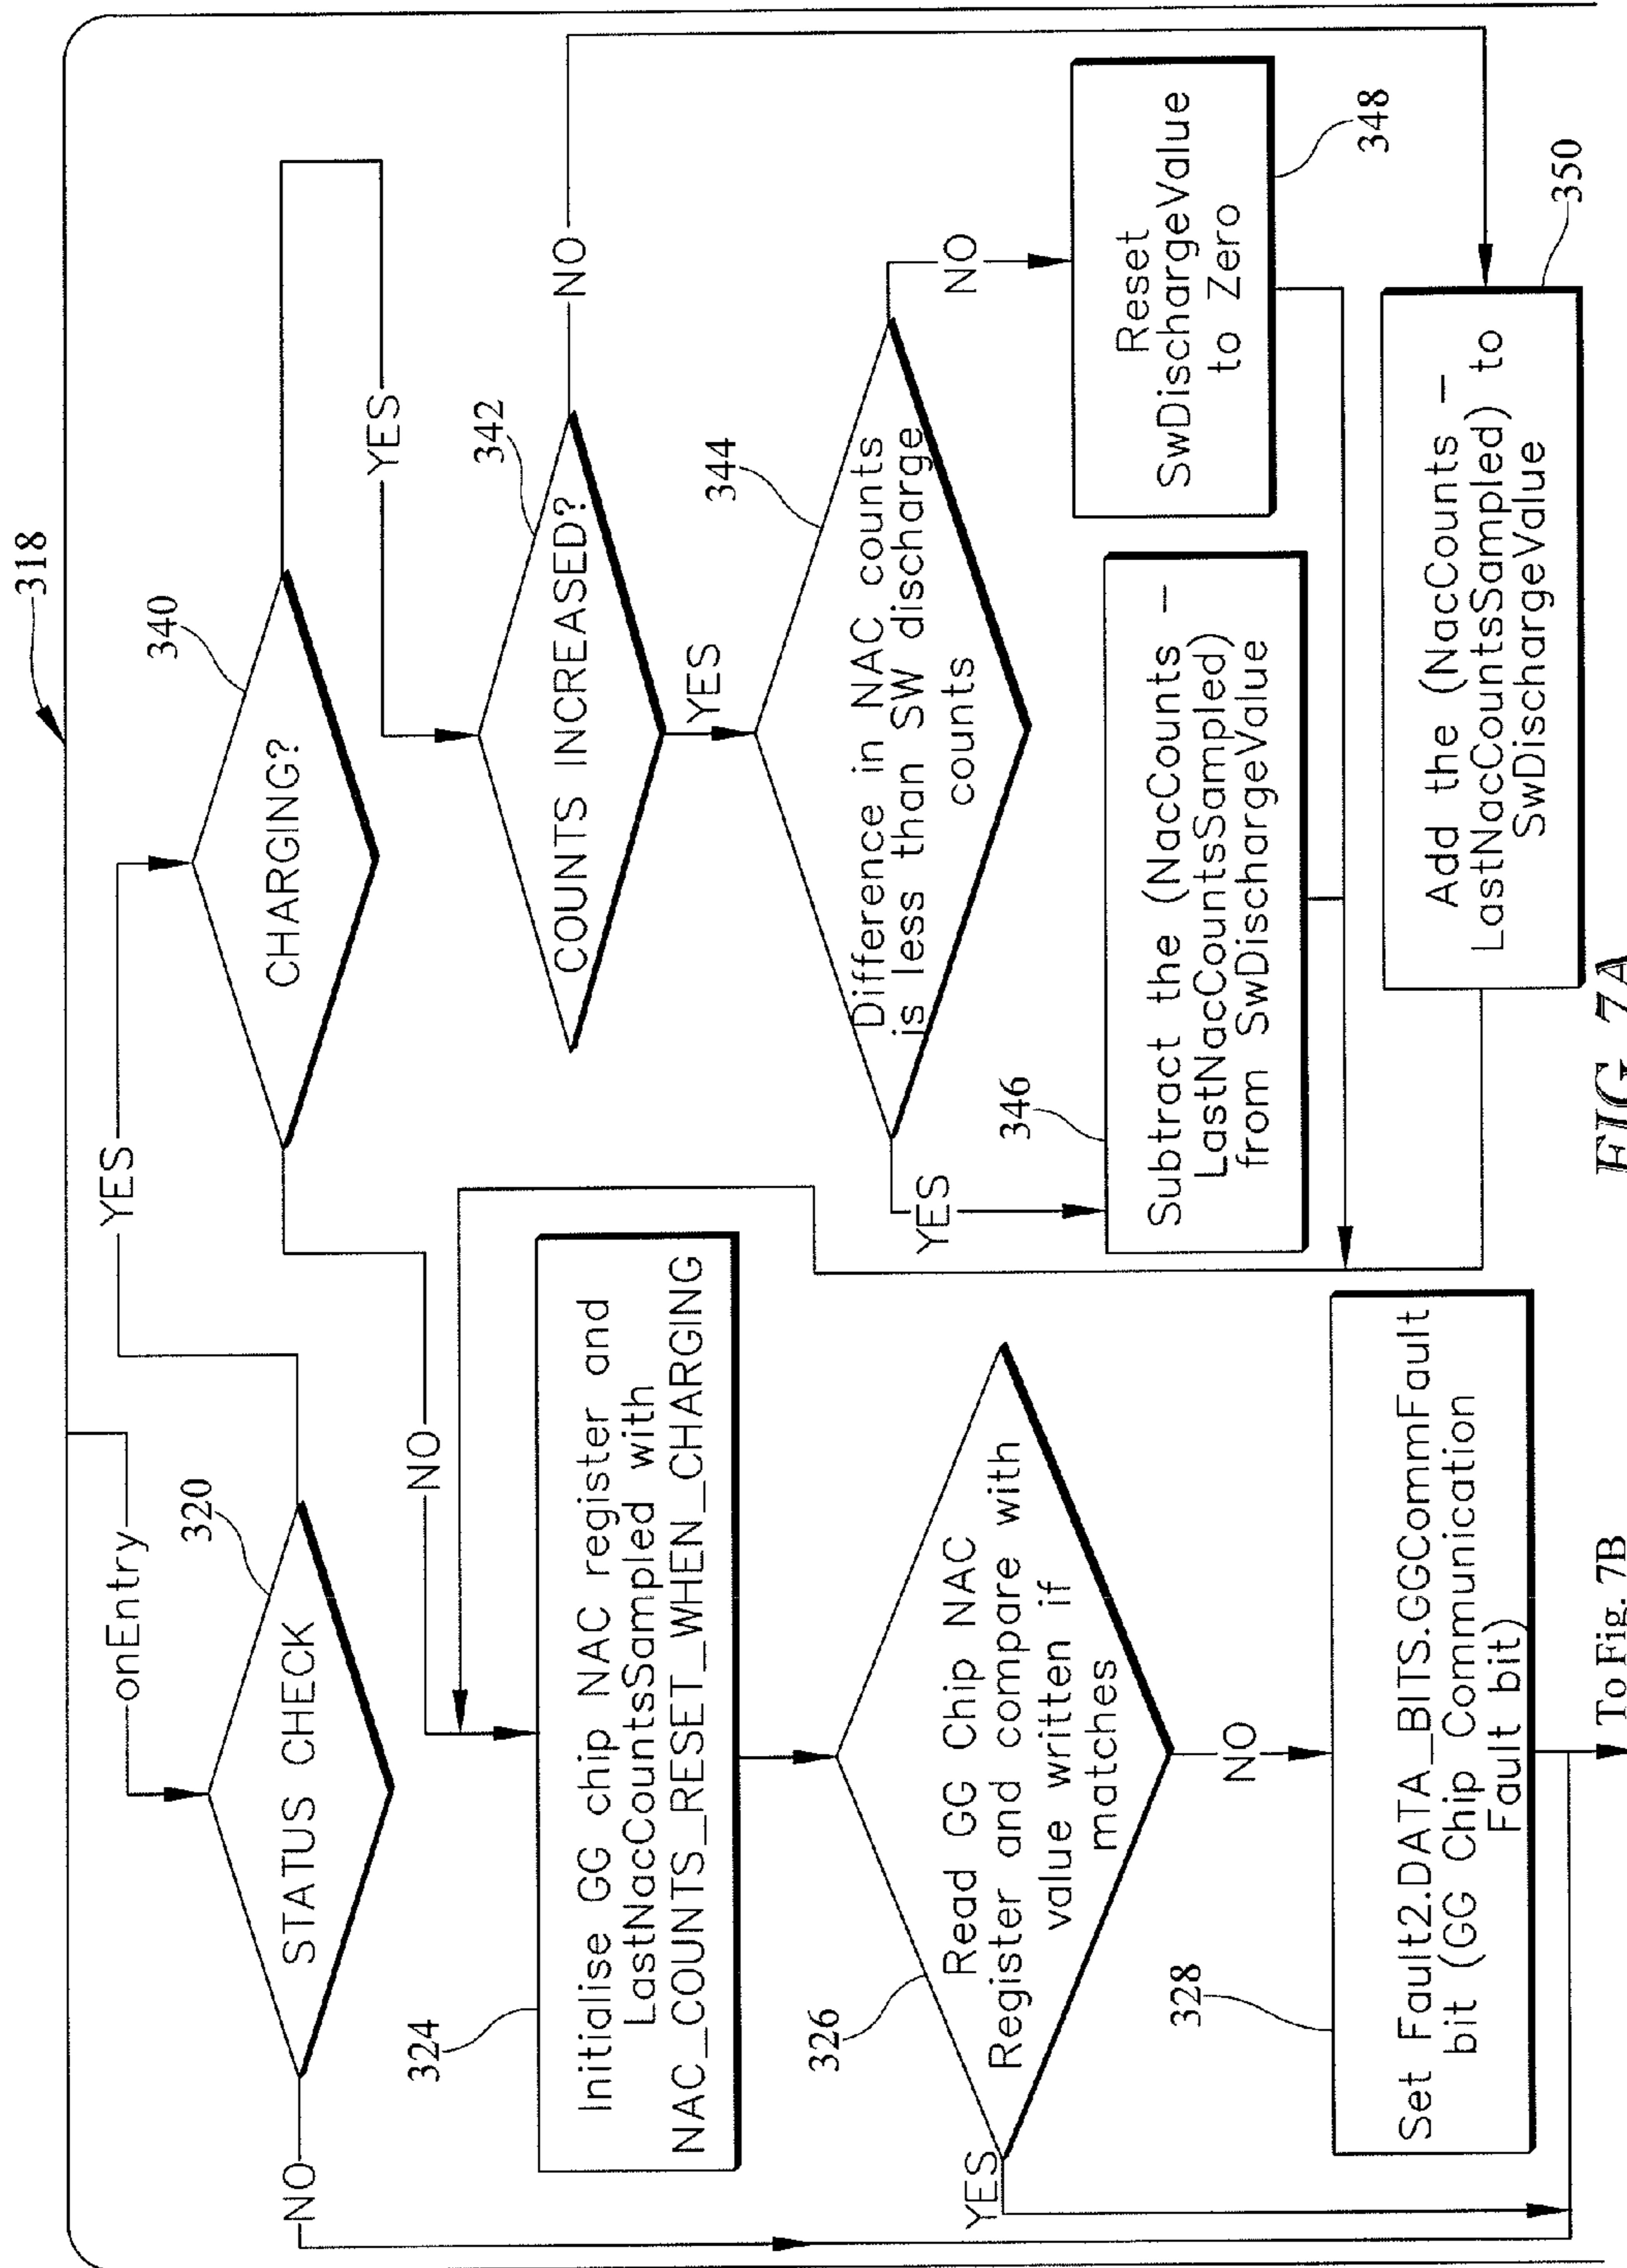 318
onEntry
320
STATUS CHECK
NO
YES
340
CHARGING?
NO
YES
324
Initialise GG chip NAC register and
LastNacCountsSampled with
NAC_COUNTS_RESET_WHEN_CHARGING
326
Read GG Chip NAC
Register and compare with
value written if
matches
YES
NO
328
Set Fault2.DATA_BITS.GGCommFault
bit (GG Chip Communication
Fault bit)
To Fig. 7B
342
COUNTS INCREASED?
NO
YES
344
Difference in NAC counts
is less than SW discharge
counts
YES
NO
346
Subtract the (NacCounts –
LastNacCountsSampled)
from SwDischargeValue
Reset
SwDischargeValue
to Zero
348
Add the (NacCounts –
LastNacCountsSampled) to
SwDischargeValue
350
FIG. 7A